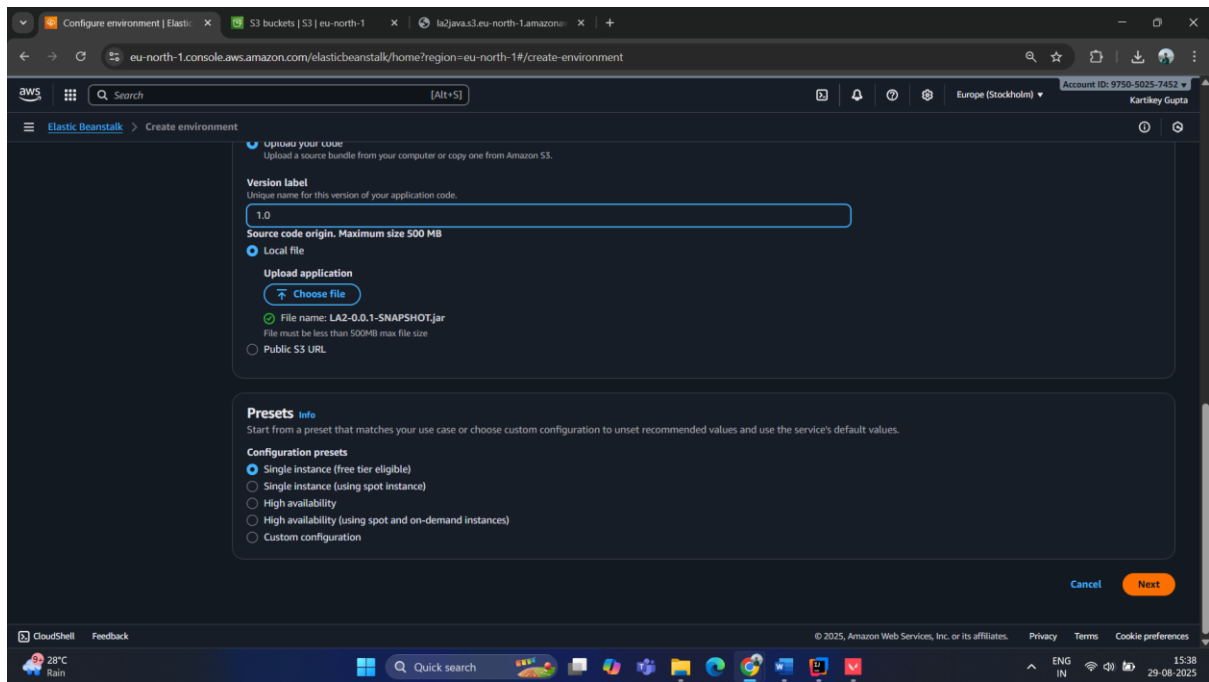 Configure environment | Elastic
S3 buckets | S3 | eu-north-1
la2java.s3.eu-north-1.amazonaw
eu-north-1.console.aws.amazon.com/elasticbeanstalk/home?region=eu-north-1#/create-environment
aws
Search
[Alt+S]
Europe (Stockholm)
Account ID: 9750-5025-7452
Kartikey Gupta
Elastic Beanstalk > Create environment
Upload your code
Upload a source bundle from your computer or copy one from Amazon S3.
Version label
Unique name for this version of your application code.
1.0
Source code origin. Maximum size 500 MB
Local file
Upload application
Choose file
File name: LA2-0.0.1-SNAPSHOT.jar
File must be less than 500MB max file size
Public S3 URL
Presets Info
Start from a preset that matches your use case or choose custom configuration to unset recommended values and use the service's default values.
Configuration presets
Single instance (free tier eligible)
Single instance (using spot instance)
High availability
High availability (using spot and on-demand instances)
Custom configuration
Cancel
Next
CloudShell Feedback
© 2025, Amazon Web Services, Inc. or its affiliates. Privacy Terms Cookie preferences
28°C
Rain
Quick search
ENG
IN
15:38
29-08-2025